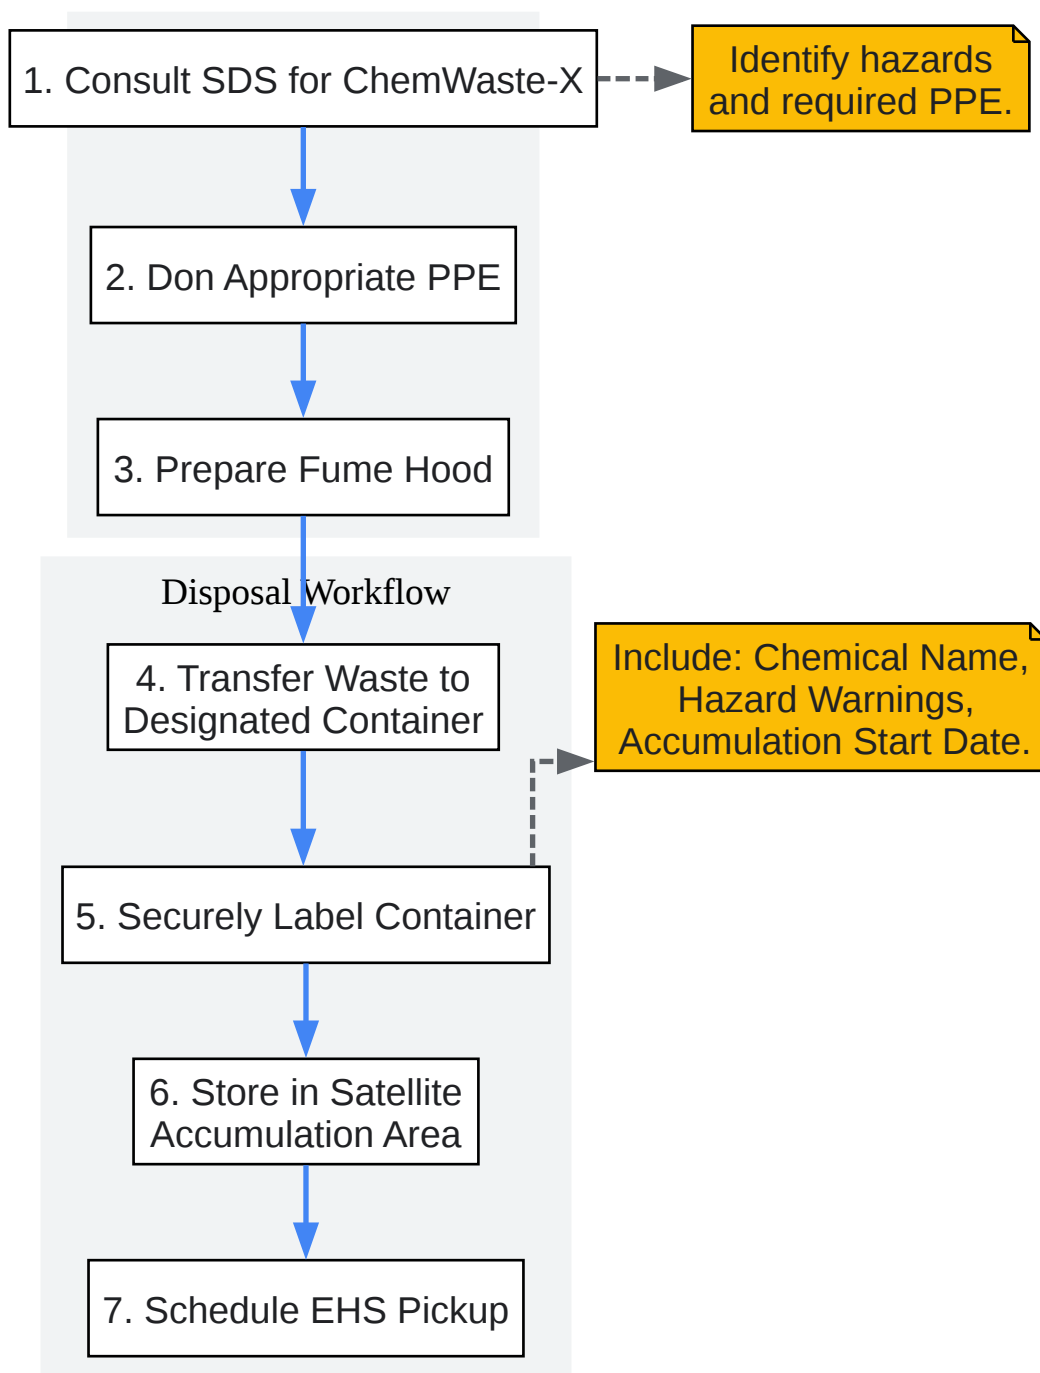 1. Consult SDS for ChemWaste-X
Identify hazards
and required PPE.
2. Don Appropriate PPE
3. Prepare Fume Hood
Disposal Workflow
4. Transfer Waste to
Designated Container
Include: Chemical Name,
Hazard Warnings,
Accumulation Start Date.
5. Securely Label Container
6. Store in Satellite
Accumulation Area
7. Schedule EHS Pickup